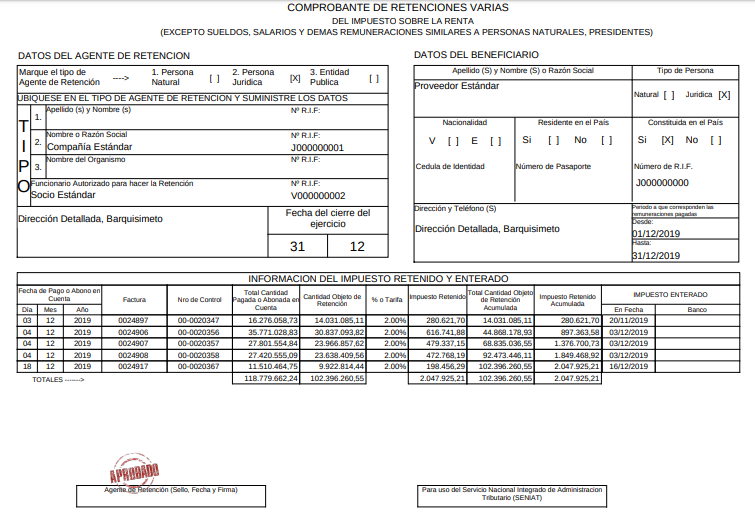 COMPROBANTE DE RETENCIONES VARIAS
DEL IMPUESTO SOBRE LA RENTA
(EXCEPTO SUELDOS, SALARIOS Y DEMAS REMUNERACIONES SIMILARES A PERSONAS NATURALES, PRESIDENTES)
DATOS DEL AGENTE DE RETENCION
Marque el tipo de Agente de Retención ----> 1. Persona Natural [ ] 2. Persona Juridica [X] 3. Entidad Publica [ ]
UBIQUESE EN EL TIPO DE AGENTE DE RETENCION Y SUMINISTRE LOS DATOS
TIPO
1. Apellido (s) y Nombre (s) Nº R.I.F:
2. Nombre o Razón Social Nº R.I.F:
Compañía Estándar J000000001
3. Nombre del Organismo Nº R.I.F:
Funcionario Autorizado para hacer la Retención Nº R.I.F:
Socio Estándar V000000002
Dirección Detallada, Barquisimeto
Fecha del cierre del ejercicio
31 12
DATOS DEL BENEFICIARIO
Apellido (S) y Nombre (S) o Razón Social Tipo de Persona
Proveedor Estándar
Natural [ ] Juridica [X]
Nacionalidad Residente en el País Constituida en el País
V [ ] E [ ] Si [ ] No [ ] Si [X] No [ ]
Cedula de Identidad Número de Pasaporte Número de R.I.F.
J000000000
Dirección y Teléfono (S)
Dirección Detallada, Barquisimeto
Periodo a que corresponden las remuneraciones pagadas
Desde:
01/12/2019
Hasta:
31/12/2019
INFORMACION DEL IMPUESTO RETENIDO Y ENTERADO
Fecha de Pago o Abono en Cuenta Factura Nro de Control Total Cantidad Pagada o Abonada en Cuenta Cantidad Objeto de Retención % o Tarifa Impuesto Retenido Total Cantidad Objeto de Retención Acumulada Impuesto Retenido Acumulada IMPUESTO ENTERADO
Día Mes Año En Fecha Banco
03 12 2019 0024897 00-0020347 16.276.058,73 14.031.085,11 2.00% 280.621,70 14.031.085,11 280.621,70 20/11/2019
04 12 2019 0024906 00-0020356 35.771.028,83 30.837.093,82 2.00% 616.741,88 44.868.178,93 897.363,58 03/12/2019
04 12 2019 0024907 00-0020357 27.801.554,84 23.966.857,62 2.00% 479.337,15 68.835.036,55 1.376.700,73 03/12/2019
04 12 2019 0024908 00-0020358 27.420.555,09 23.638.409,56 2.00% 472.768,19 92.473.446,11 1.849.468,92 03/12/2019
18 12 2019 0024917 00-0020367 11.510.464,75 9.922.814,44 2.00% 198.456,29 102.396.260,55 2.047.925,21 16/12/2019
TOTALES -------> 118.779.662,24 102.396.260,55 2.047.925,21 102.396.260,55 2.047.925,21
APROBADO
Agente de Retención (Sello, Fecha y Firma)
Para uso del Servicio Nacional Integrado de Administracion
Tributario (SENIAT)